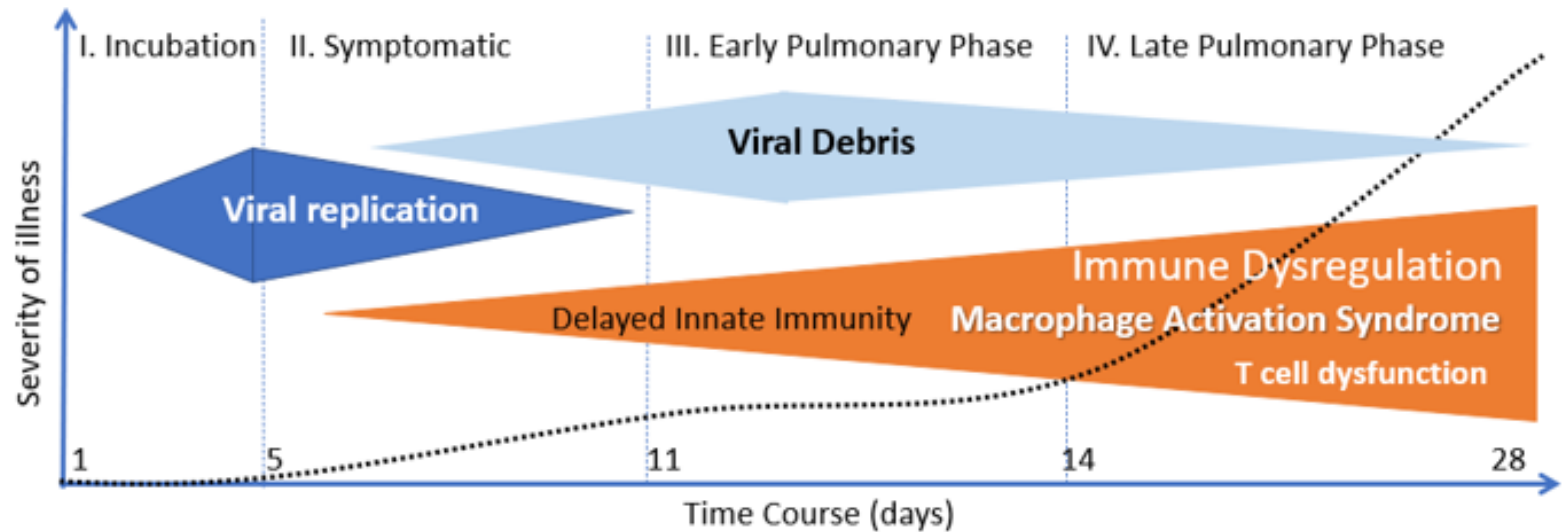 I. Incubation
II. Symptomatic
III. Early Pulmonary Phase
IV. Late Pulmonary Phase
Viral Debris
Viral replication
Immune Dysregulation
Delayed Innate Immunity
Macrophage Activation Syndrome
T cell dysfunction
Severity of illness
1
5
11
14
28
Time Course (days)